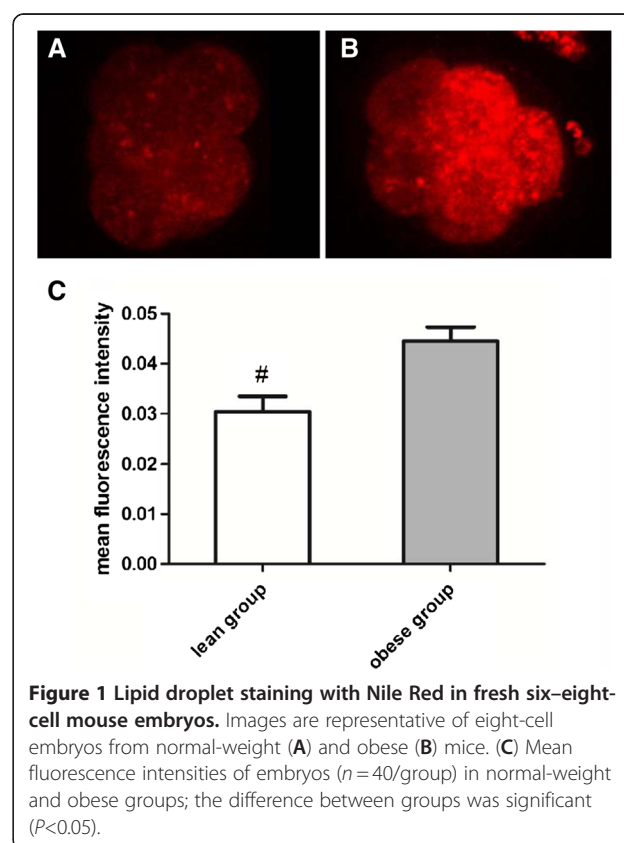 A
B
C
mean fluorescence intensity
0.05
0.04
0.03
0.02
0.01
0.00
#
lean group
obese group
Figure 1 Lipid droplet staining with Nile Red in fresh six–eight-
cell mouse embryos. Images are representative of eight-cell
embryos from normal-weight (A) and obese (B) mice. (C) Mean
fluorescence intensities of embryos (n = 40/group) in normal-weight
and obese groups; the difference between groups was significant
(P<0.05).